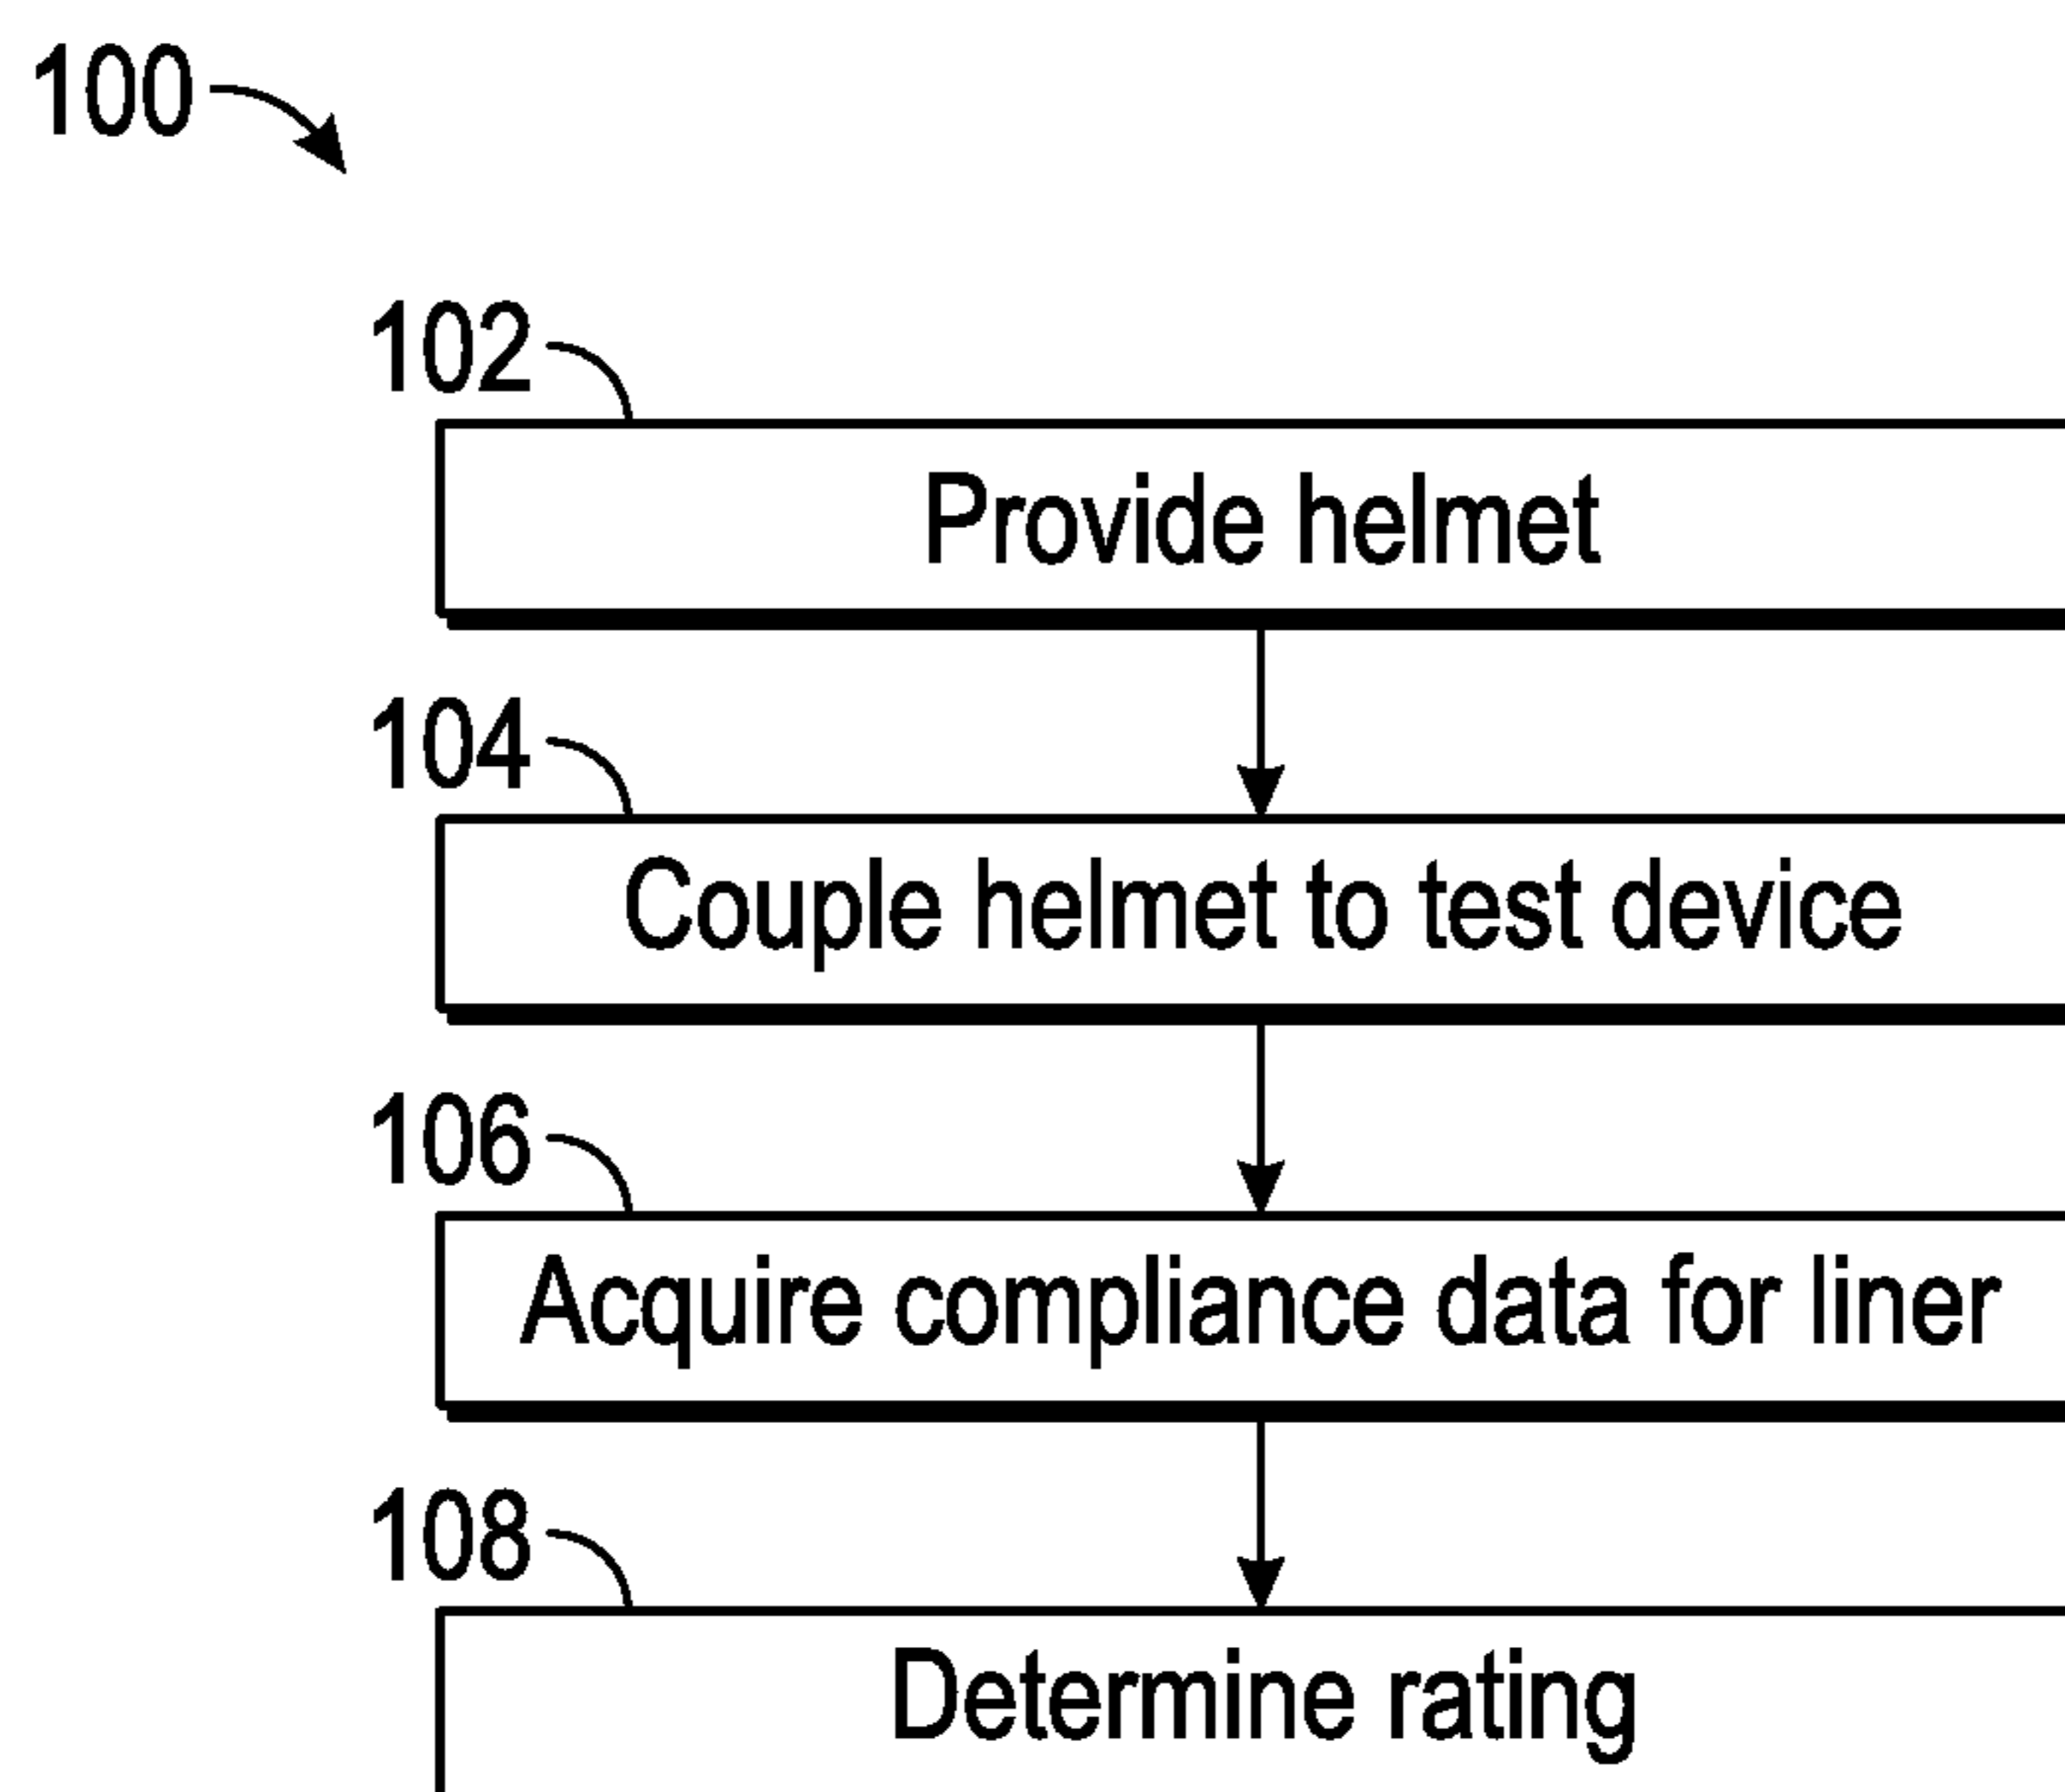 100
102
Provide helmet
104
Couple helmet to test device
106
Acquire compliance data for liner
108
Determine rating